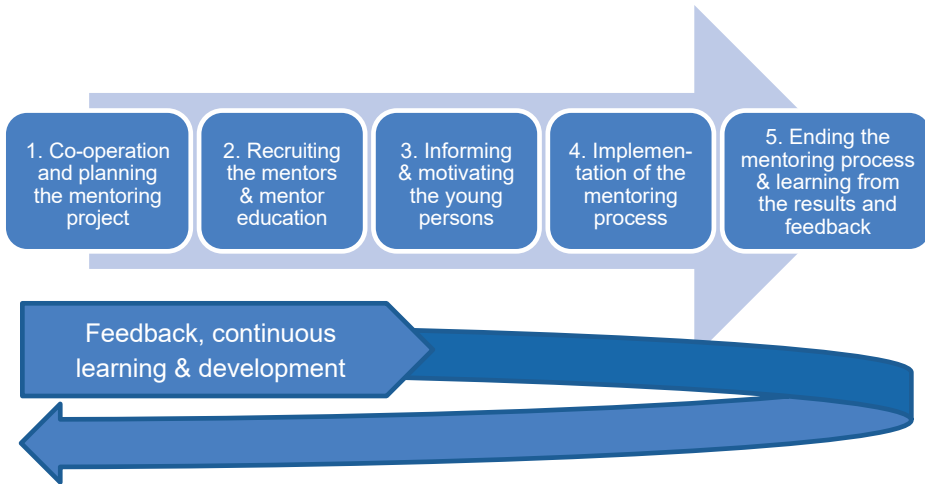 1. Co-operation
and planning
the mentoring
project
2. Recruiting
the mentors
& mentor
education
3. Informing
& motivating
the young
persons
4. Implemen-
tation of the
mentoring
process
5. Ending the
mentoring process
& learning from
the results and
feedback
Feedback, continuous
learning & development